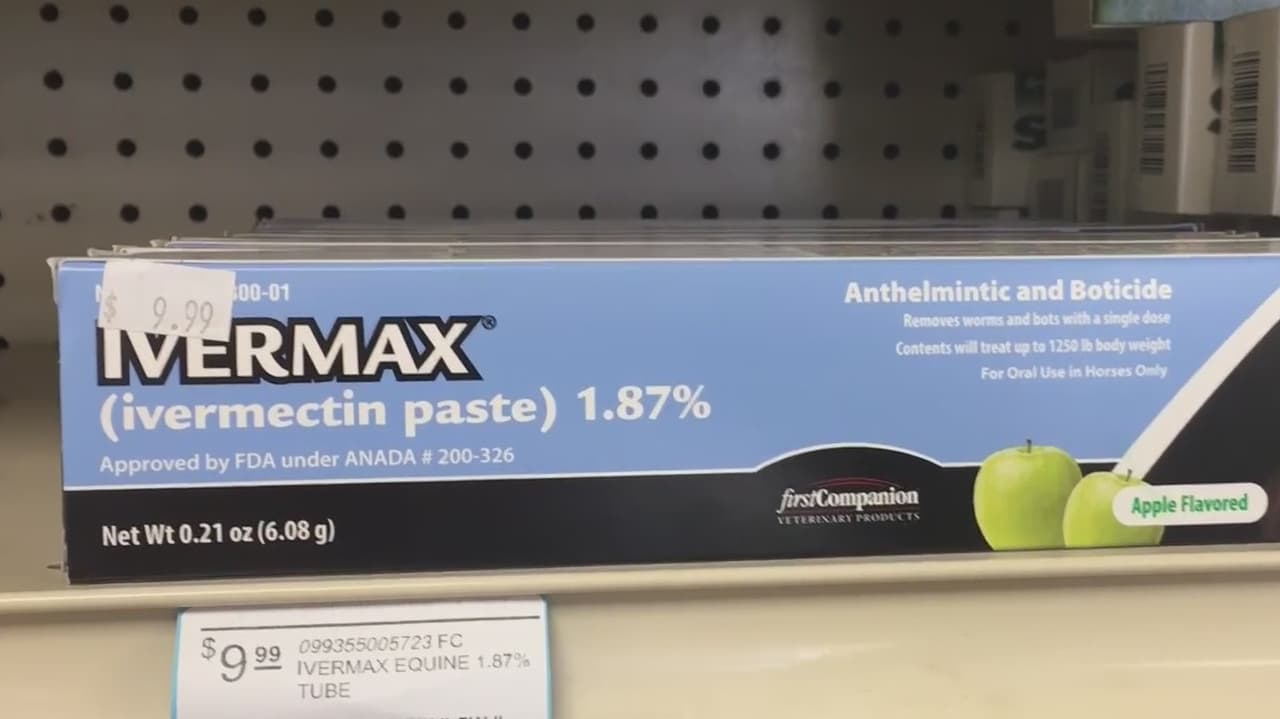 $ 9.99
00-01
IVERMAX®
(ivermectin paste) 1.87%
Approved by FDA under ANADA # 200-326
Net Wt 0.21 oz (6.08 g)
Anthelmintic and Boticide
Removes worms and bots with a single dose
Contents will treat up to 1250 lb body weight
For Oral Use in Horses Only
firstCompanion
VETERINARY PRODUCTS
Apple Flavored
S
$9 99
099355005723 FC
IVERMAX EQUINE 1.87%
TUBE